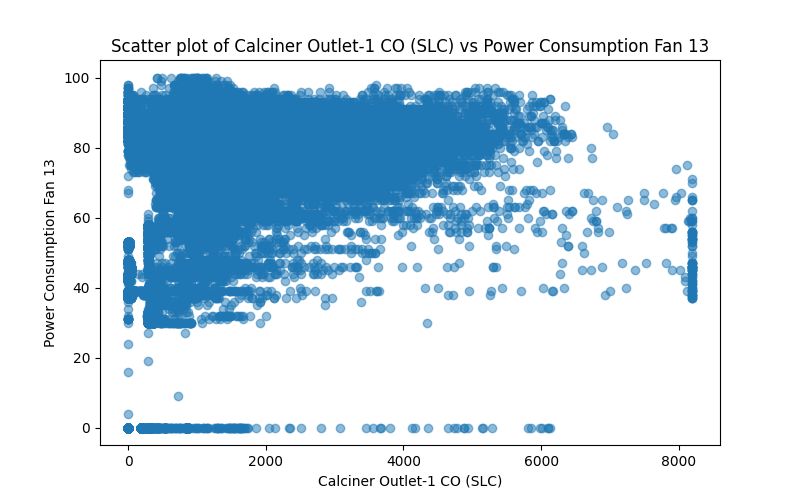 Scatter plot of Calciner Outlet-1 CO (SLC) vs Power Consumption Fan 13
100
80
60
40
20
0
Power Consumption Fan 13
0 2000 4000 6000 8000
Calciner Outlet-1 CO (SLC)